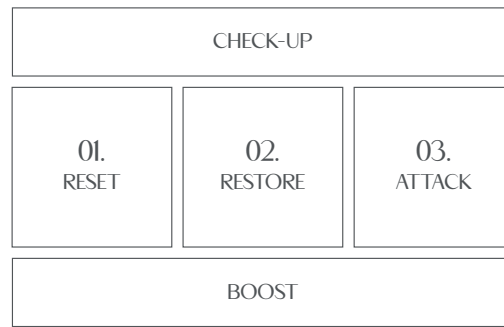 CHECK-UP
01.
RESET
02.
RESTORE
03.
ATTACK
BOOST